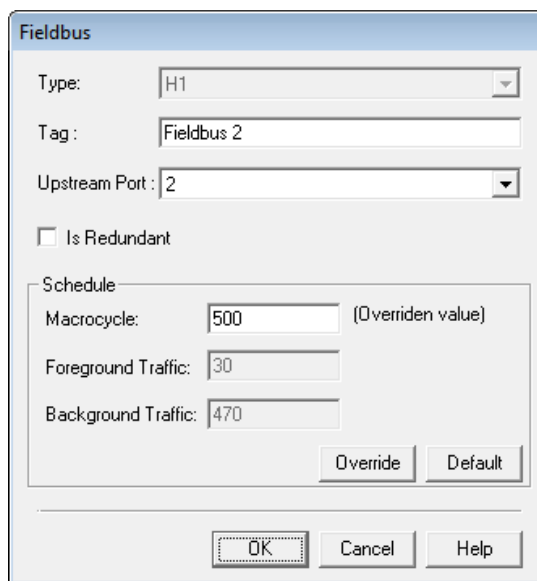 Fieldbus
Type: H1
Tag : Fieldbus 2
Upstream Port : 2
Is Redundant
Schedule
Macrocycle: 500 (Overriden value)
Foreground Traffic: 30
Background Traffic: 470
Override Default
OK Cancel Help